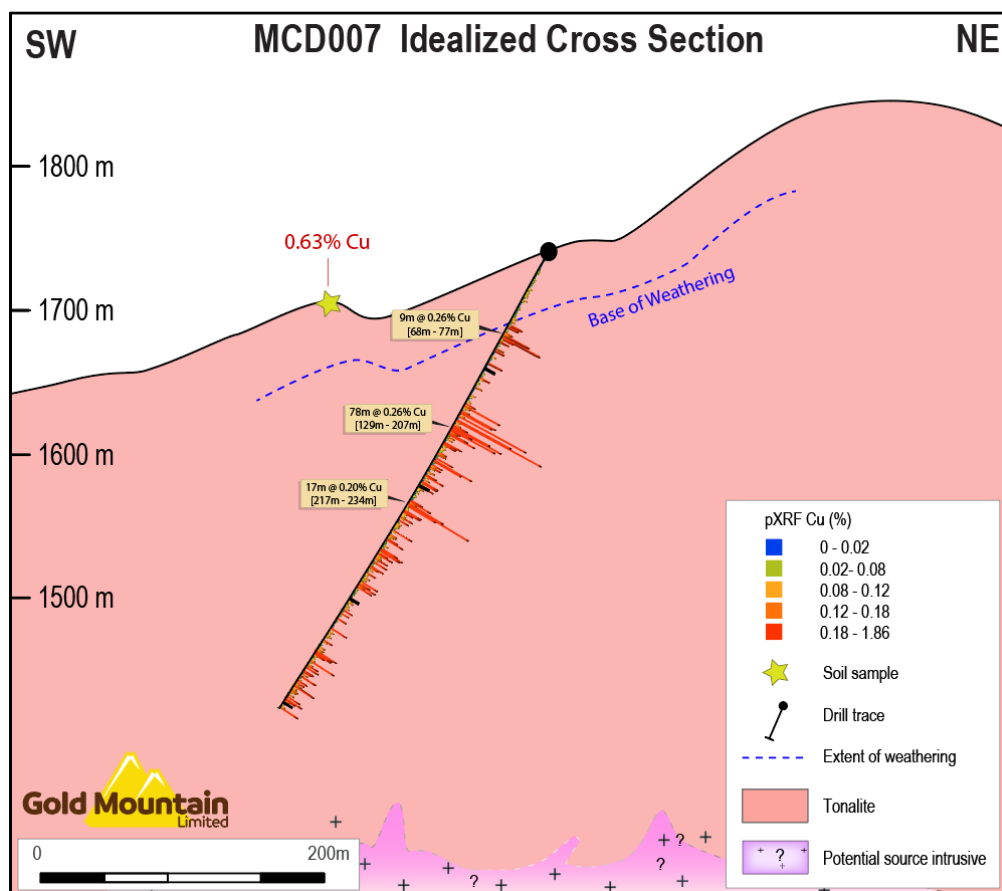 SW MCD007 Idealized Cross Section NE
1800 m
0.63% Cu
1700 m
Base of Weathering
9m @ 0.26% Cu
[68m - 77m]
78m @ 0.26% Cu
[129m - 207m]
1600 m
17m @ 0.20% Cu
[217m - 234m]
1500 m
pXRF Cu (%)
0 - 0.02
0.02- 0.08
0.08 - 0.12
0.12 - 0.18
0.18 - 1.86
Soil sample
Drill trace
Extent of weathering
Tonalite
? Potential source intrusive
Gold Mountain
Limited
0 200m
?
?
?
?